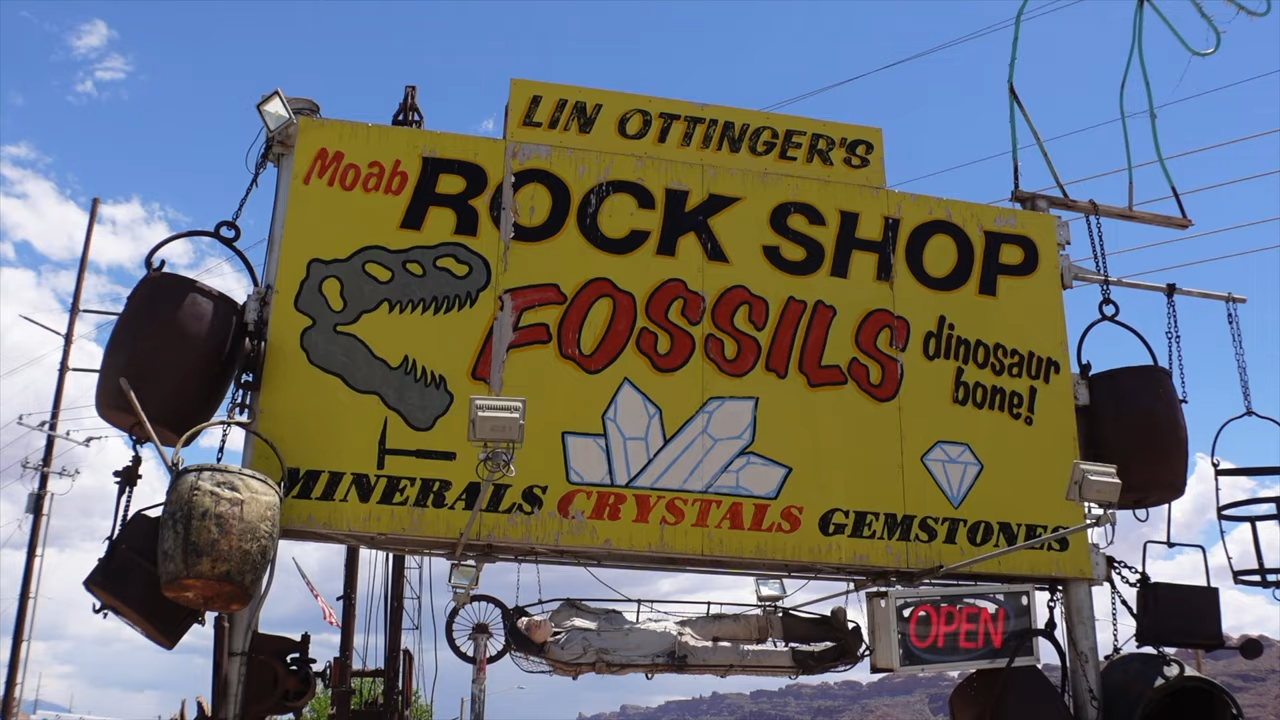 LIN OTTINGER'S
Moab ROCK SHOP
FOSSILS
dinosaur
bone!
MINERALS CRYSTALS GEMSTONES
OPEN